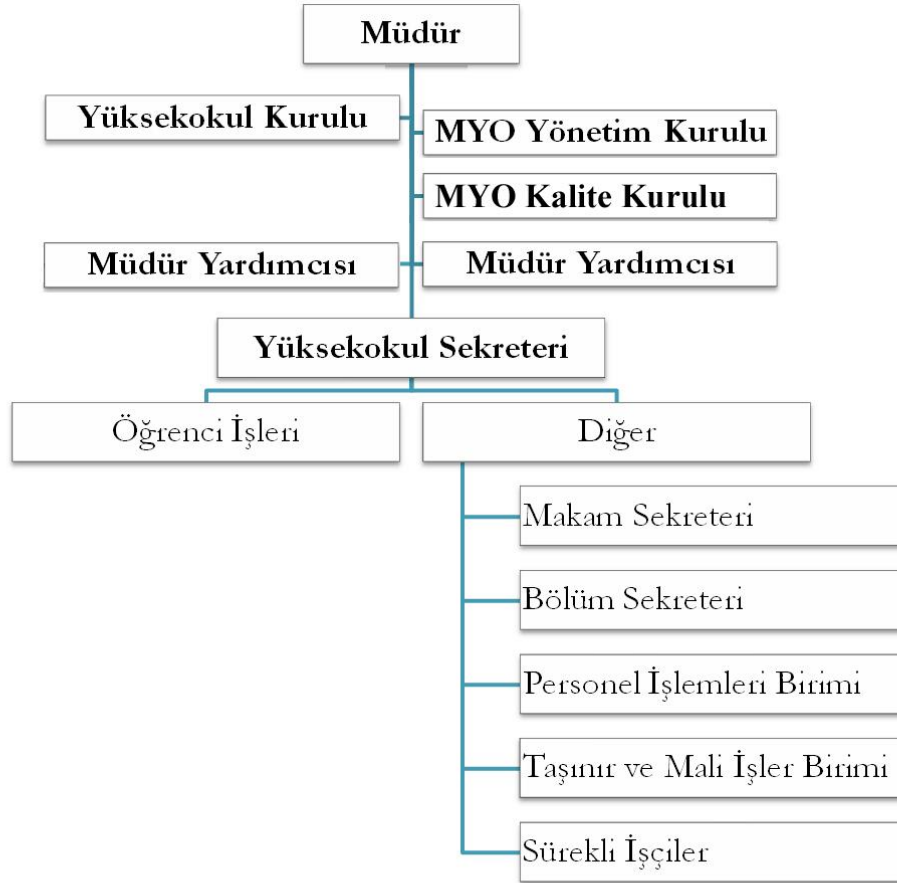 Müdür
Yüksekokul Kurulu
MYO Yönetim Kurulu
MYO Kalite Kurulu
Müdür Yardımcısı
Müdür Yardımcısı
Yüksekokul Sekreteri
Öğrenci İşleri
Diğer
Makam Sekreteri
Bölüm Sekreteri
Personel İşlemleri Birimi
Taşınır ve Mali İşler Birimi
Sürekli İşçiler